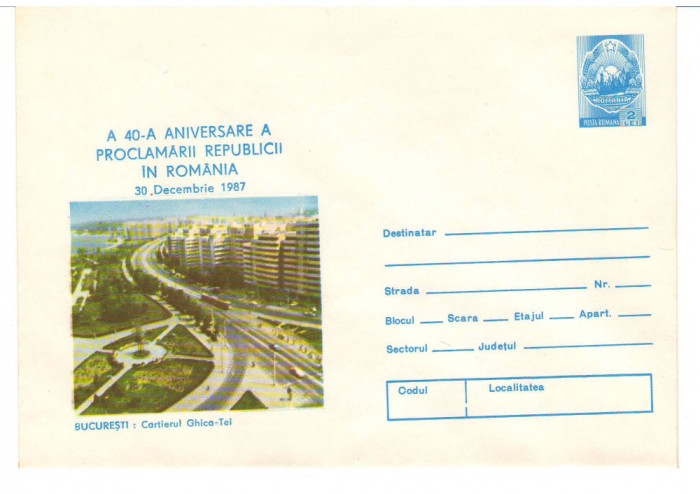 A 40-A ANIVERSARE A
PROCLAMĂRII REPUBLICII
ÎN ROMÂNIA
30.Decembrie 1987
POSTA ROMANA 2
Destinatar
Strada Nr.
Blocul Scara Etajul Apart.
Sectorul Județul
Codul Localitatea
BUCUREȘTI : Cartierul Ghica-Tei